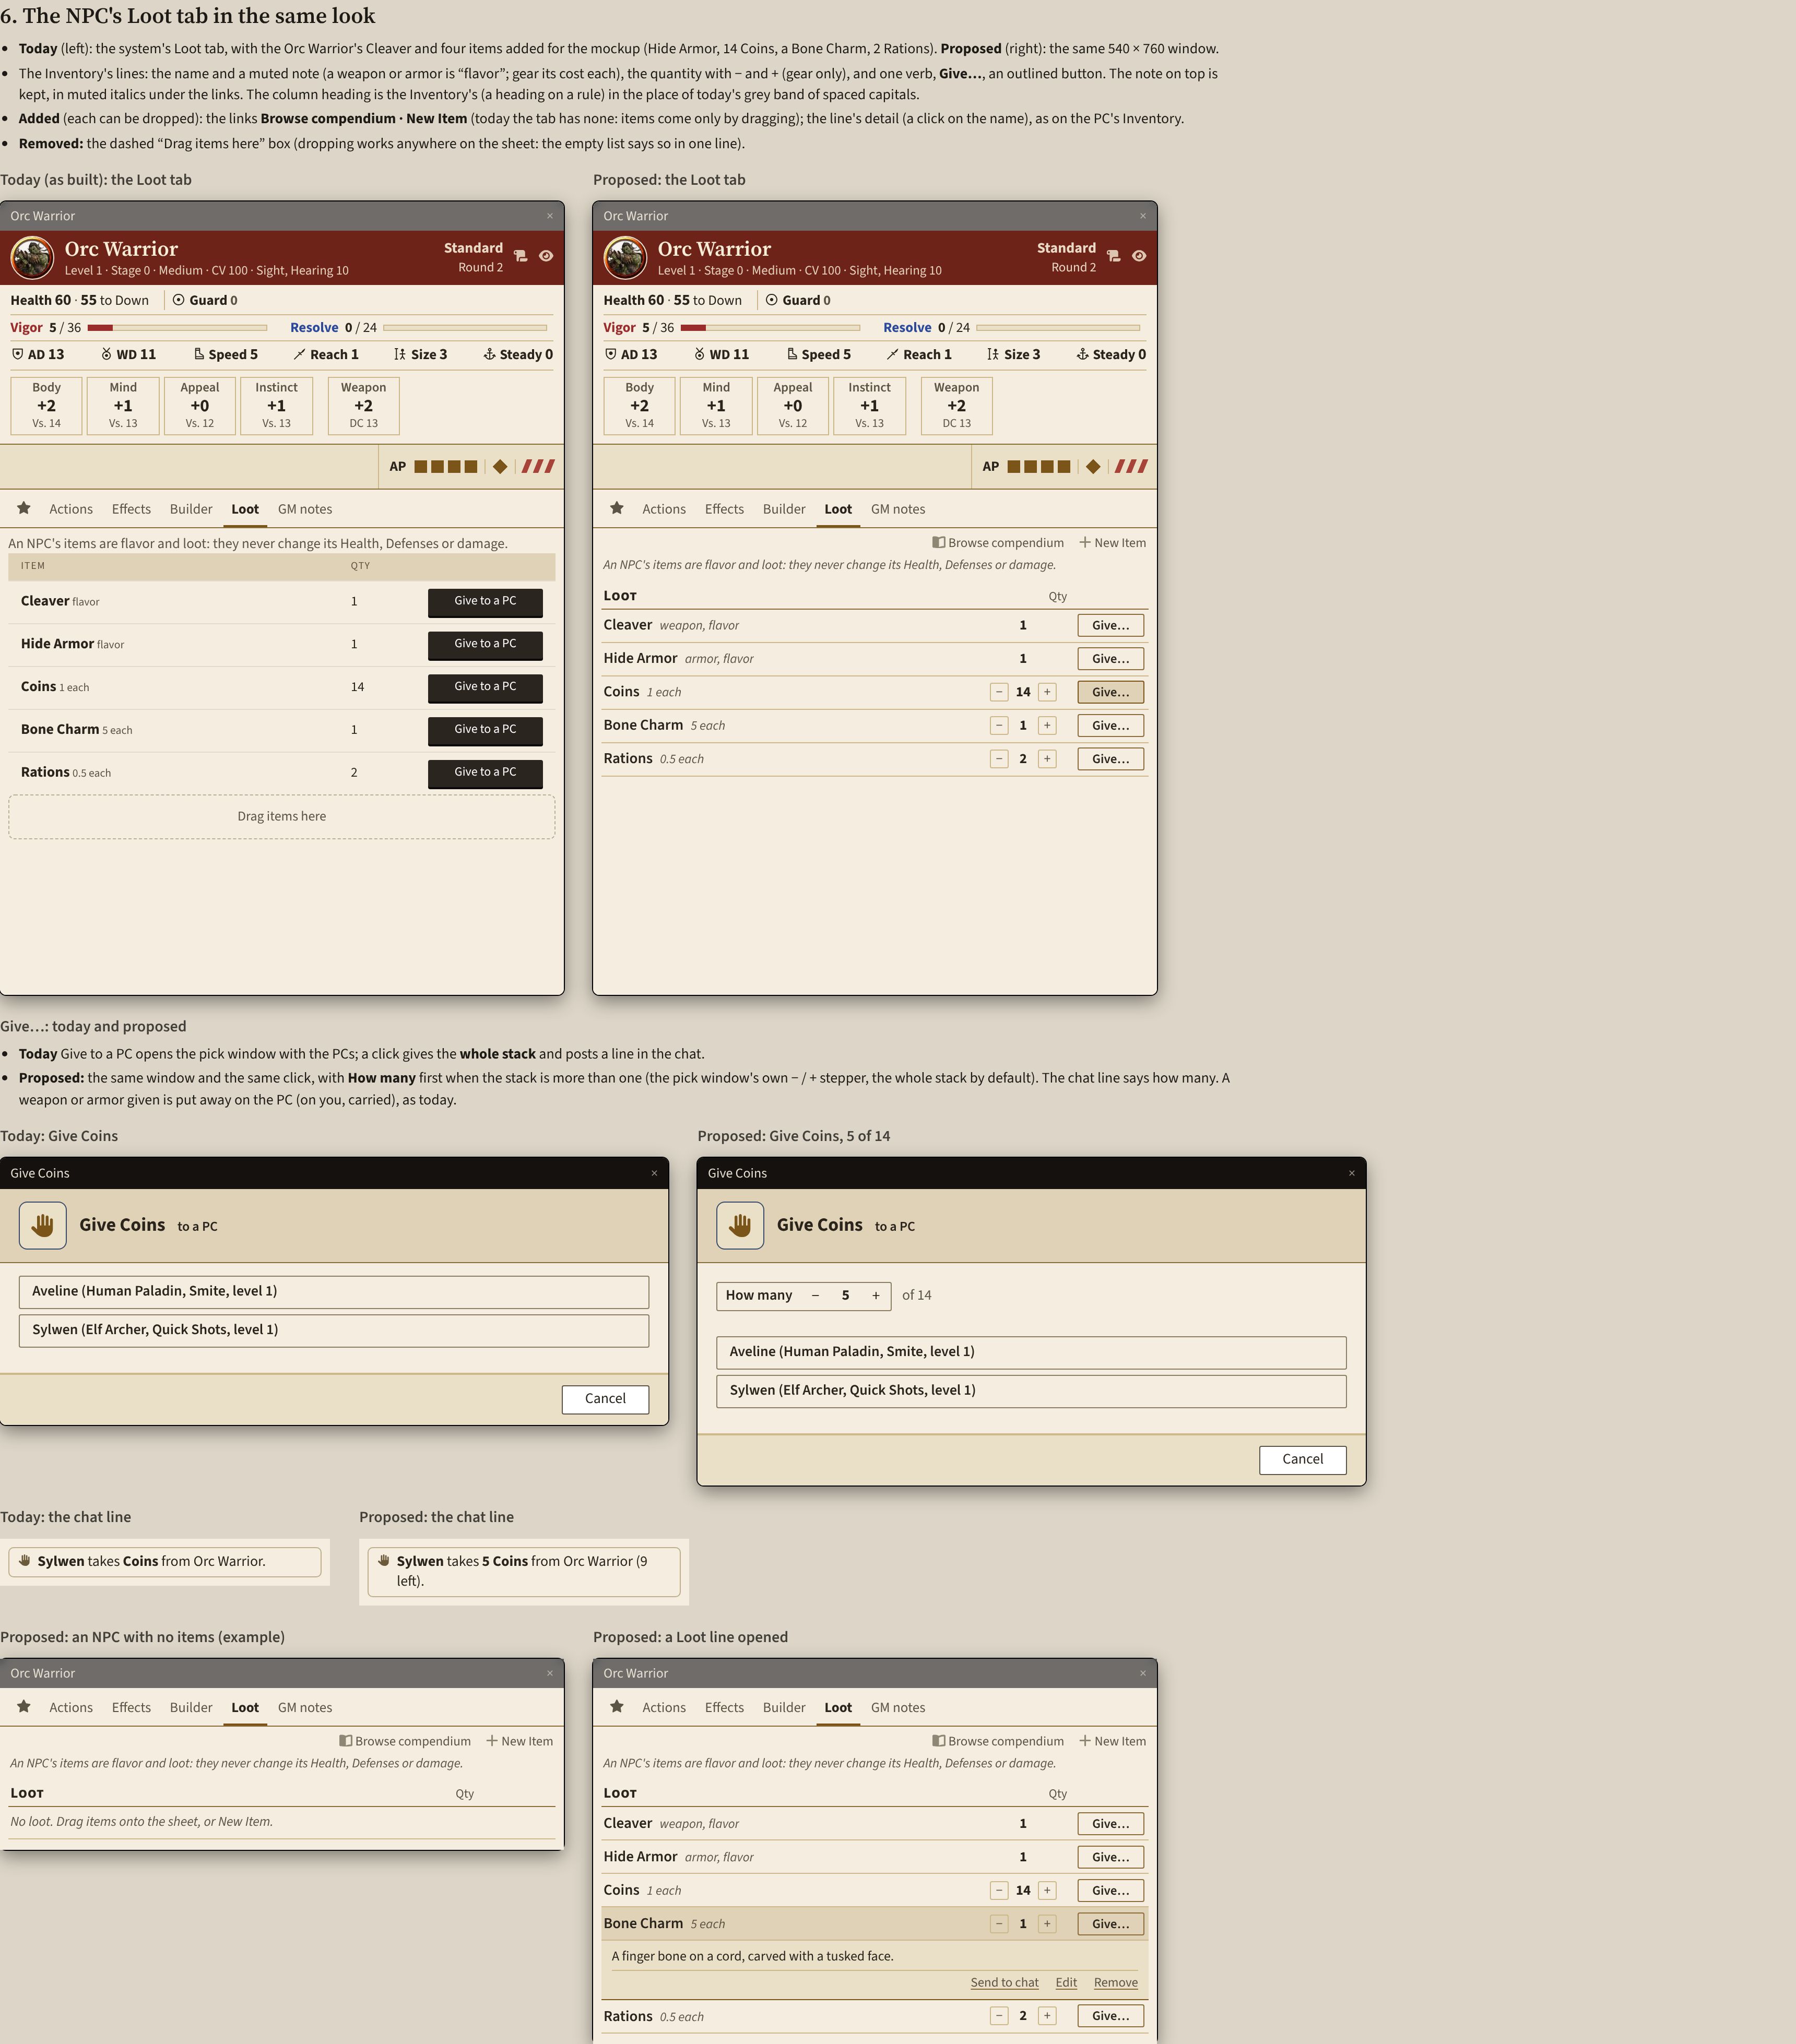 6. The NPC's Loot tab in the same look
• Today (left): the system's Loot tab, with the Orc Warrior's Cleaver and four items added for the mockup (Hide Armor, 14 Coins, a Bone Charm, 2 Rations). Proposed (right): the same 540 × 760 window.
• The Inventory's lines: the name and a muted note (a weapon or armor is “flavor”; gear its cost each), the quantity with − and + (gear only), and one verb, Give…, an outlined button. The note on top is
kept, in muted italics under the links. The column heading is the Inventory's (a heading on a rule) in the place of today's grey band of spaced capitals.
• Added (each can be dropped): the links Browse compendium · New Item (today the tab has none: items come only by dragging); the line's detail (a click on the name), as on the PC's Inventory.
• Removed: the dashed “Drag items here” box (dropping works anywhere on the sheet: the empty list says so in one line).
Today (as built): the Loot tab
Orc Warrior ×
Orc Warrior
Standard
Level 1 · Stage 0 · Medium · CV 100 · Sight, Hearing 10
Round 2
Health 60 · 55 to Down Guard 0
Vigor 5 / 36 Resolve 0 / 24
AD 13 WD 11 Speed 5 Reach 1 Size 3 Steady 0
Body Mind Appeal Instinct Weapon
+2 +1 +0 +1 +2
Vs. 14 Vs. 13 Vs. 12 Vs. 13 DC 13
AP
Actions Effects Builder Loot GM notes
An NPC's items are flavor and loot: they never change its Health, Defenses or damage.
ITEM QTY
Cleaver flavor 1 Give to a PC
Hide Armor flavor 1 Give to a PC
Coins 1 each 14 Give to a PC
Bone Charm 5 each 1 Give to a PC
Rations 0.5 each 2 Give to a PC
Drag items here
Proposed: the Loot tab
Orc Warrior ×
Orc Warrior
Standard
Level 1 · Stage 0 · Medium · CV 100 · Sight, Hearing 10
Round 2
Health 60 · 55 to Down Guard 0
Vigor 5 / 36 Resolve 0 / 24
AD 13 WD 11 Speed 5 Reach 1 Size 3 Steady 0
Body Mind Appeal Instinct Weapon
+2 +1 +0 +1 +2
Vs. 14 Vs. 13 Vs. 12 Vs. 13 DC 13
AP
Actions Effects Builder Loot GM notes
Browse compendium + New Item
An NPC's items are flavor and loot: they never change its Health, Defenses or damage.
Loot Qty
Cleaver weapon, flavor 1 Give…
Hide Armor armor, flavor 1 Give…
Coins 1 each − 14 + Give…
Bone Charm 5 each − 1 + Give…
Rations 0.5 each − 2 + Give…
Give…: today and proposed
• Today Give to a PC opens the pick window with the PCs; a click gives the whole stack and posts a line in the chat.
• Proposed: the same window and the same click, with How many first when the stack is more than one (the pick window's own − / + stepper, the whole stack by default). The chat line says how many. A
weapon or armor given is put away on the PC (on you, carried), as today.
Today: Give Coins
Give Coins ×
Give Coins to a PC
Aveline (Human Paladin, Smite, level 1)
Sylwen (Elf Archer, Quick Shots, level 1)
Cancel
Proposed: Give Coins, 5 of 14
Give Coins ×
Give Coins to a PC
How many − 5 + of 14
Aveline (Human Paladin, Smite, level 1)
Sylwen (Elf Archer, Quick Shots, level 1)
Cancel
Today: the chat line
Sylwen takes Coins from Orc Warrior.
Proposed: the chat line
Sylwen takes 5 Coins from Orc Warrior (9
left).
Proposed: an NPC with no items (example)
Orc Warrior ×
Actions Effects Builder Loot GM notes
Browse compendium + New Item
An NPC's items are flavor and loot: they never change its Health, Defenses or damage.
Loot Qty
No loot. Drag items onto the sheet, or New Item.
Proposed: a Loot line opened
Orc Warrior ×
Actions Effects Builder Loot GM notes
Browse compendium + New Item
An NPC's items are flavor and loot: they never change its Health, Defenses or damage.
Loot Qty
Cleaver weapon, flavor 1 Give…
Hide Armor armor, flavor 1 Give…
Coins 1 each − 14 + Give…
Bone Charm 5 each − 1 + Give…
A finger bone on a cord, carved with a tusked face.
Send to chat Edit Remove
Rations 0.5 each − 2 + Give…